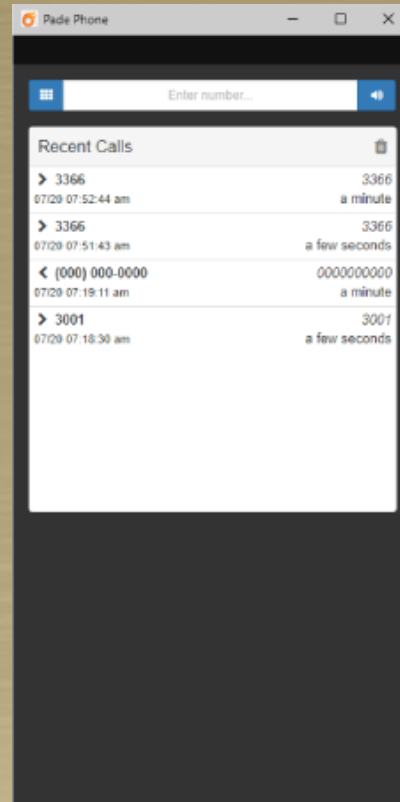 Pade Phone
Enter number...
Recent Calls
3366 3366
07/20 07:52:44 am a minute
3366 3366
07/20 07:51:43 am a few seconds
(000) 000-0000 0000000000
07/20 07:19:11 am a minute
3001 3001
07/20 07:18:30 am a few seconds